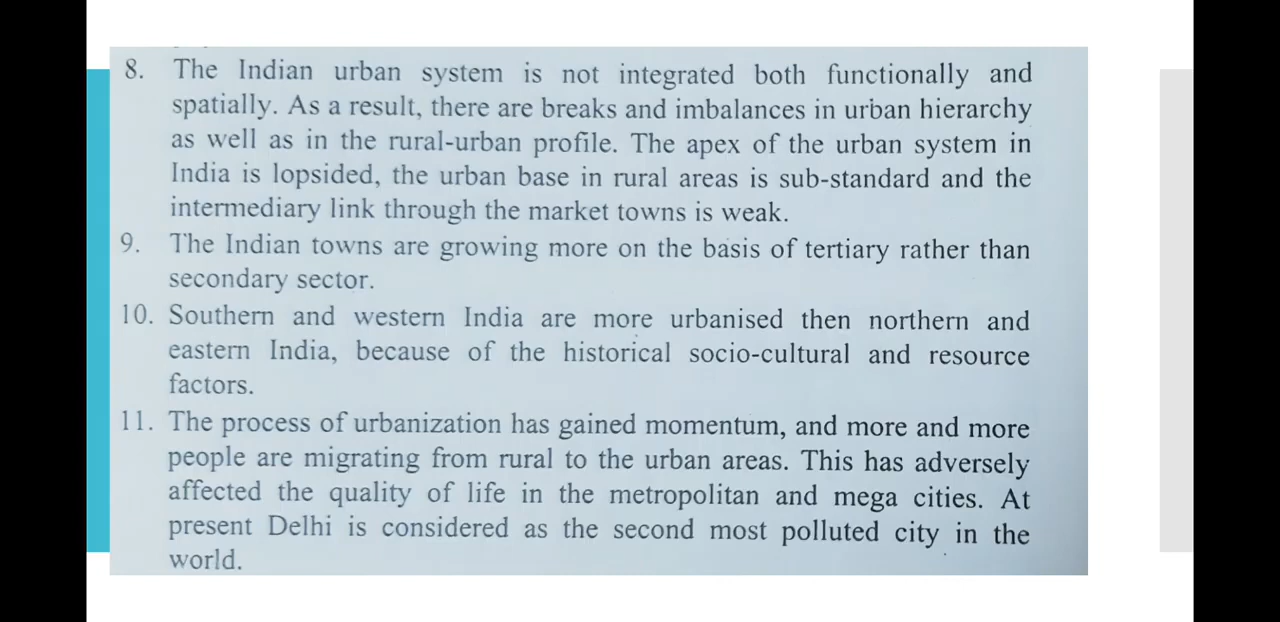 8. The Indian urban system is not integrated both functionally and
spatially. As a result, there are breaks and imbalances in urban hierarchy
as well as in the rural-urban profile. The apex of the urban system in
India is lopsided, the urban base in rural areas is sub-standard and the
intermediary link through the market towns is weak.
9. The Indian towns are growing more on the basis of tertiary rather than
secondary sector.
10. Southern and western India are more urbanised then northern and
eastern India, because of the historical socio-cultural and resource
factors.
11. The process of urbanization has gained momentum, and more and more
people are migrating from rural to the urban areas. This has adversely
affected the quality of life in the metropolitan and mega cities. At
present Delhi is considered as the second most polluted city in the
world.